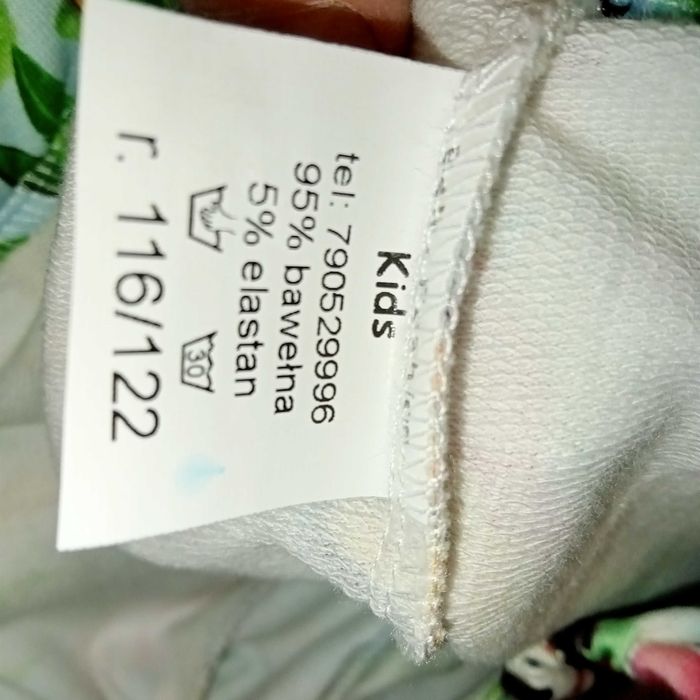 Kids
tel: 790529996
95% bawełna
5% elastan
30
r. 116/122